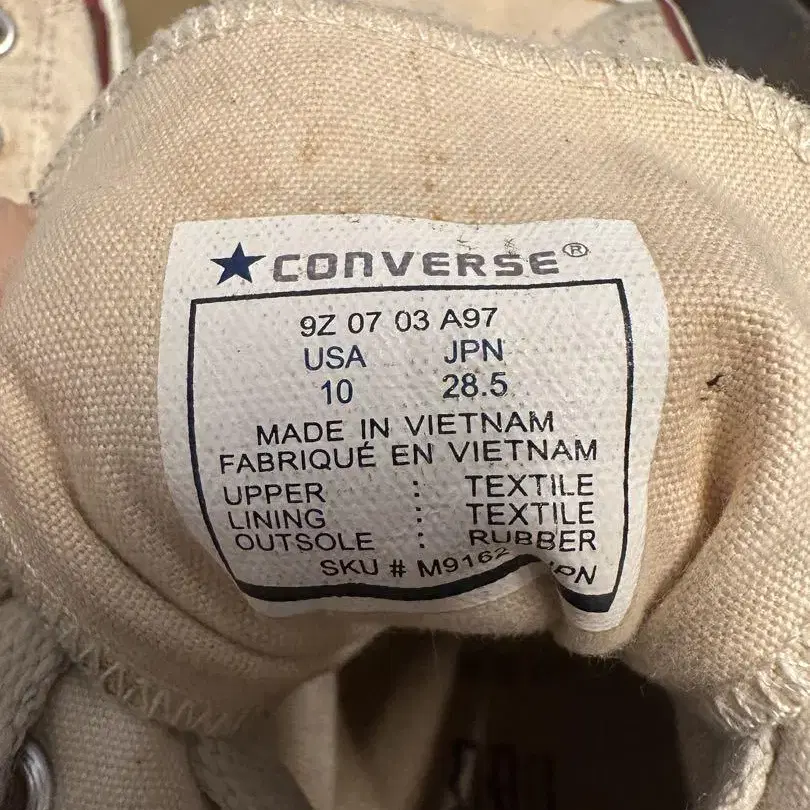 CONVERSE®
9Z 07 03 A97
USA JPN
10 28.5
MADE IN VIETNAM
FABRIQUÉ EN VIETNAM
UPPER : TEXTILE
LINING : TEXTILE
OUTSOLE : RUBBER
SKU # M9162